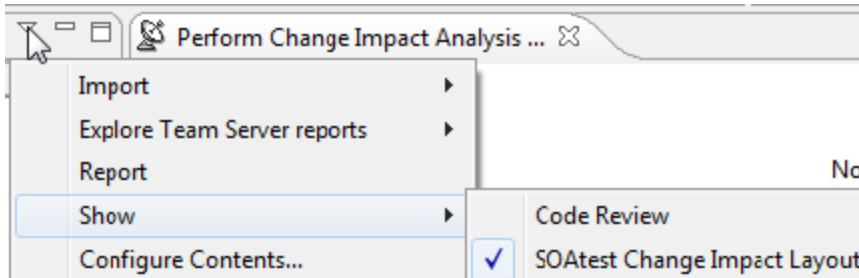 Perform Change Impact Analysis ...
Import
Explore Team Server reports
Report
No
Show
Code Review
Configure Contents...
SOAtest Change Impact Layout